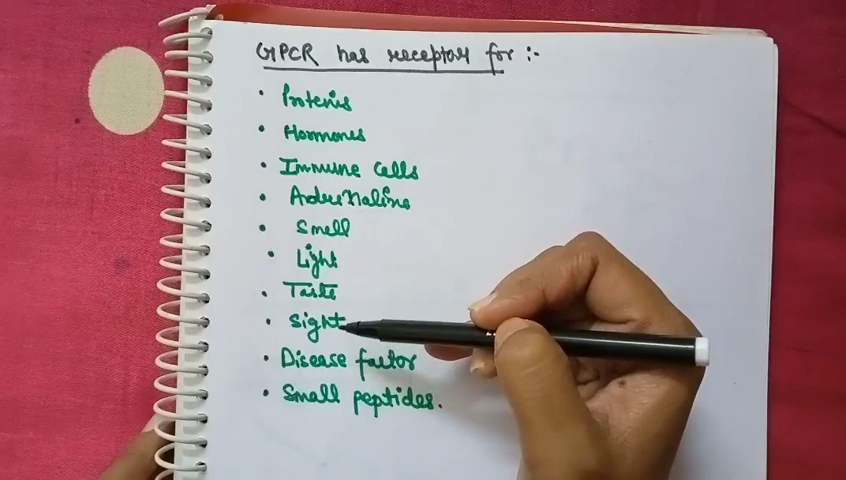 GPCR has receptors for :-
• Proteins
• Hormones
• Immune Cells
• Adrenaline
• Smell
• Light
• Taste
• Sight
• Disease factor
• Small peptides.